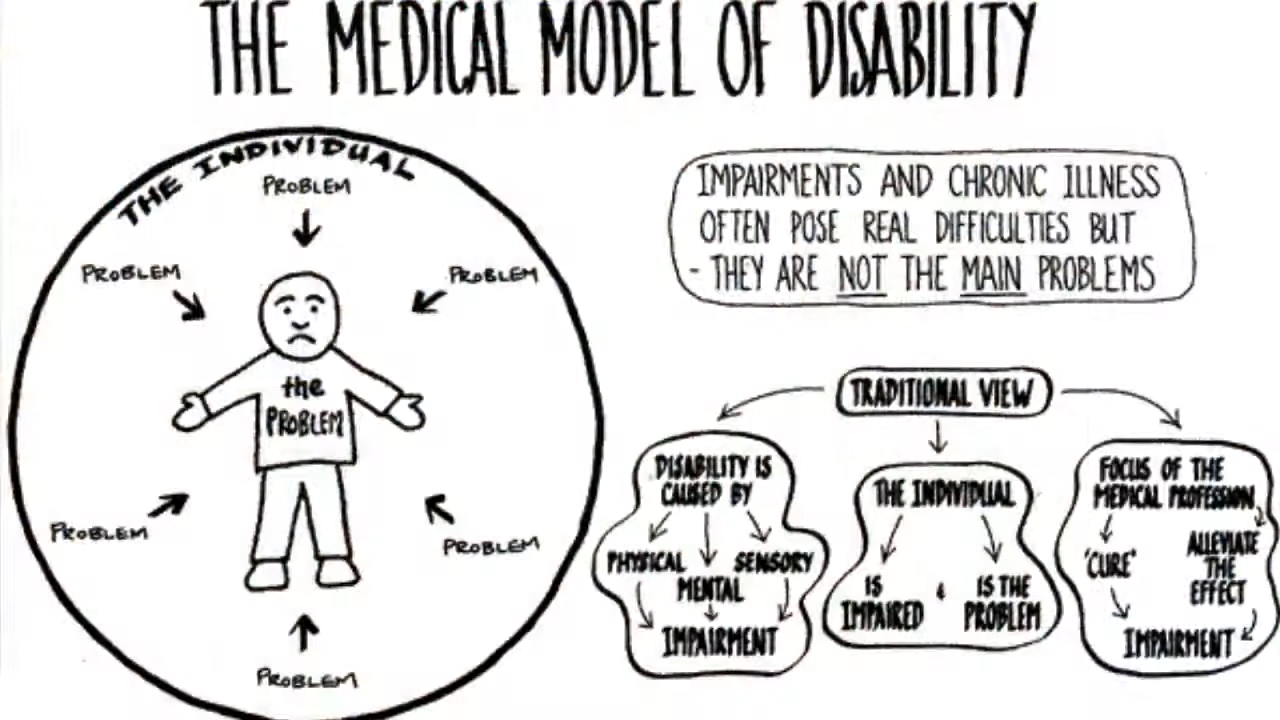 THE MEDICAL MODEL OF DISABILITY
THE INDIVIDUAL
PROBLEM
PROBLEM
PROBLEM
the
PROBLEM
PROBLEM
PROBLEM
PROBLEM
IMPAIRMENTS AND CHRONIC ILLNESS
OFTEN POSE REAL DIFFICULTIES BUT
- THEY ARE NOT THE MAIN PROBLEMS
TRADITIONAL VIEW
DISABILITY IS
CAUSED BY
PHYSICAL SENSORY
MENTAL
IMPAIRMENT
THE INDIVIDUAL
IS IS THE
IMPAIRED & PROBLEM
FOCUS OF THE
MEDICAL PROFESSION
'CURE'
ALLEVIATE
THE
EFFECT
IMPAIRMENT